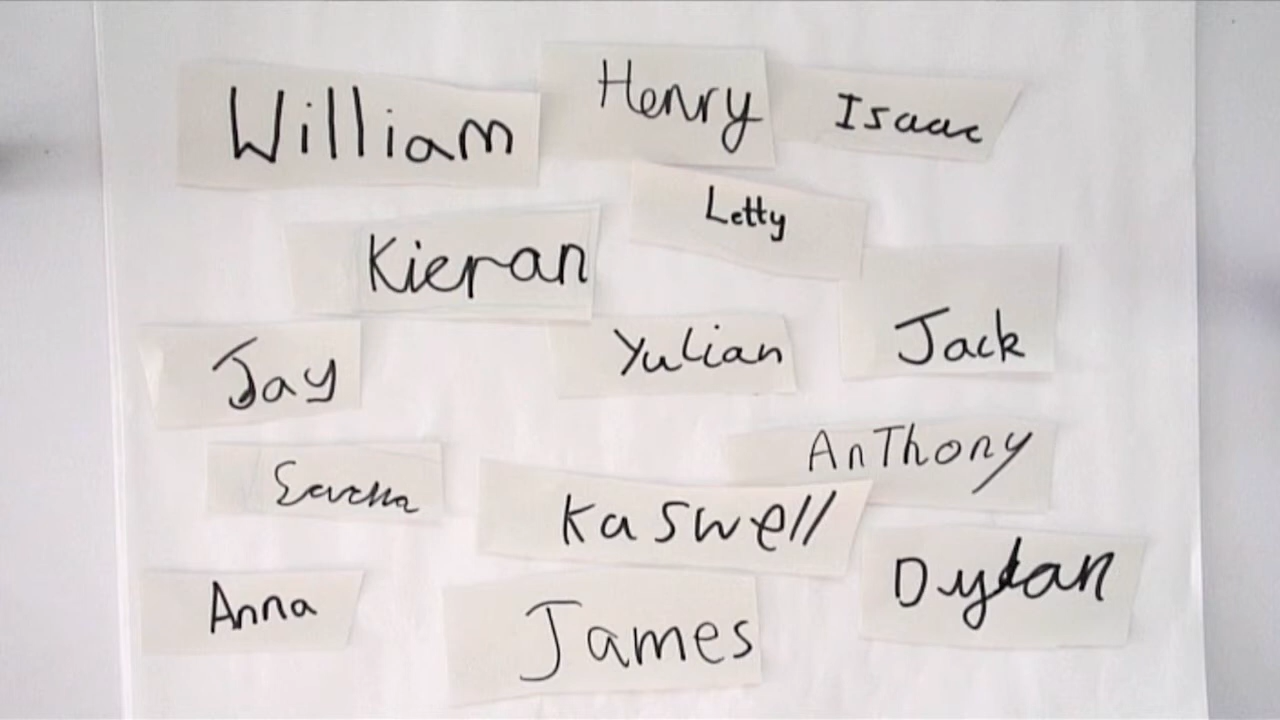 William
Henry
Isaac
Letty
Kieran
Jack
Jay
Yulian
AnThony
Kaswell
Dylan
Anna
James